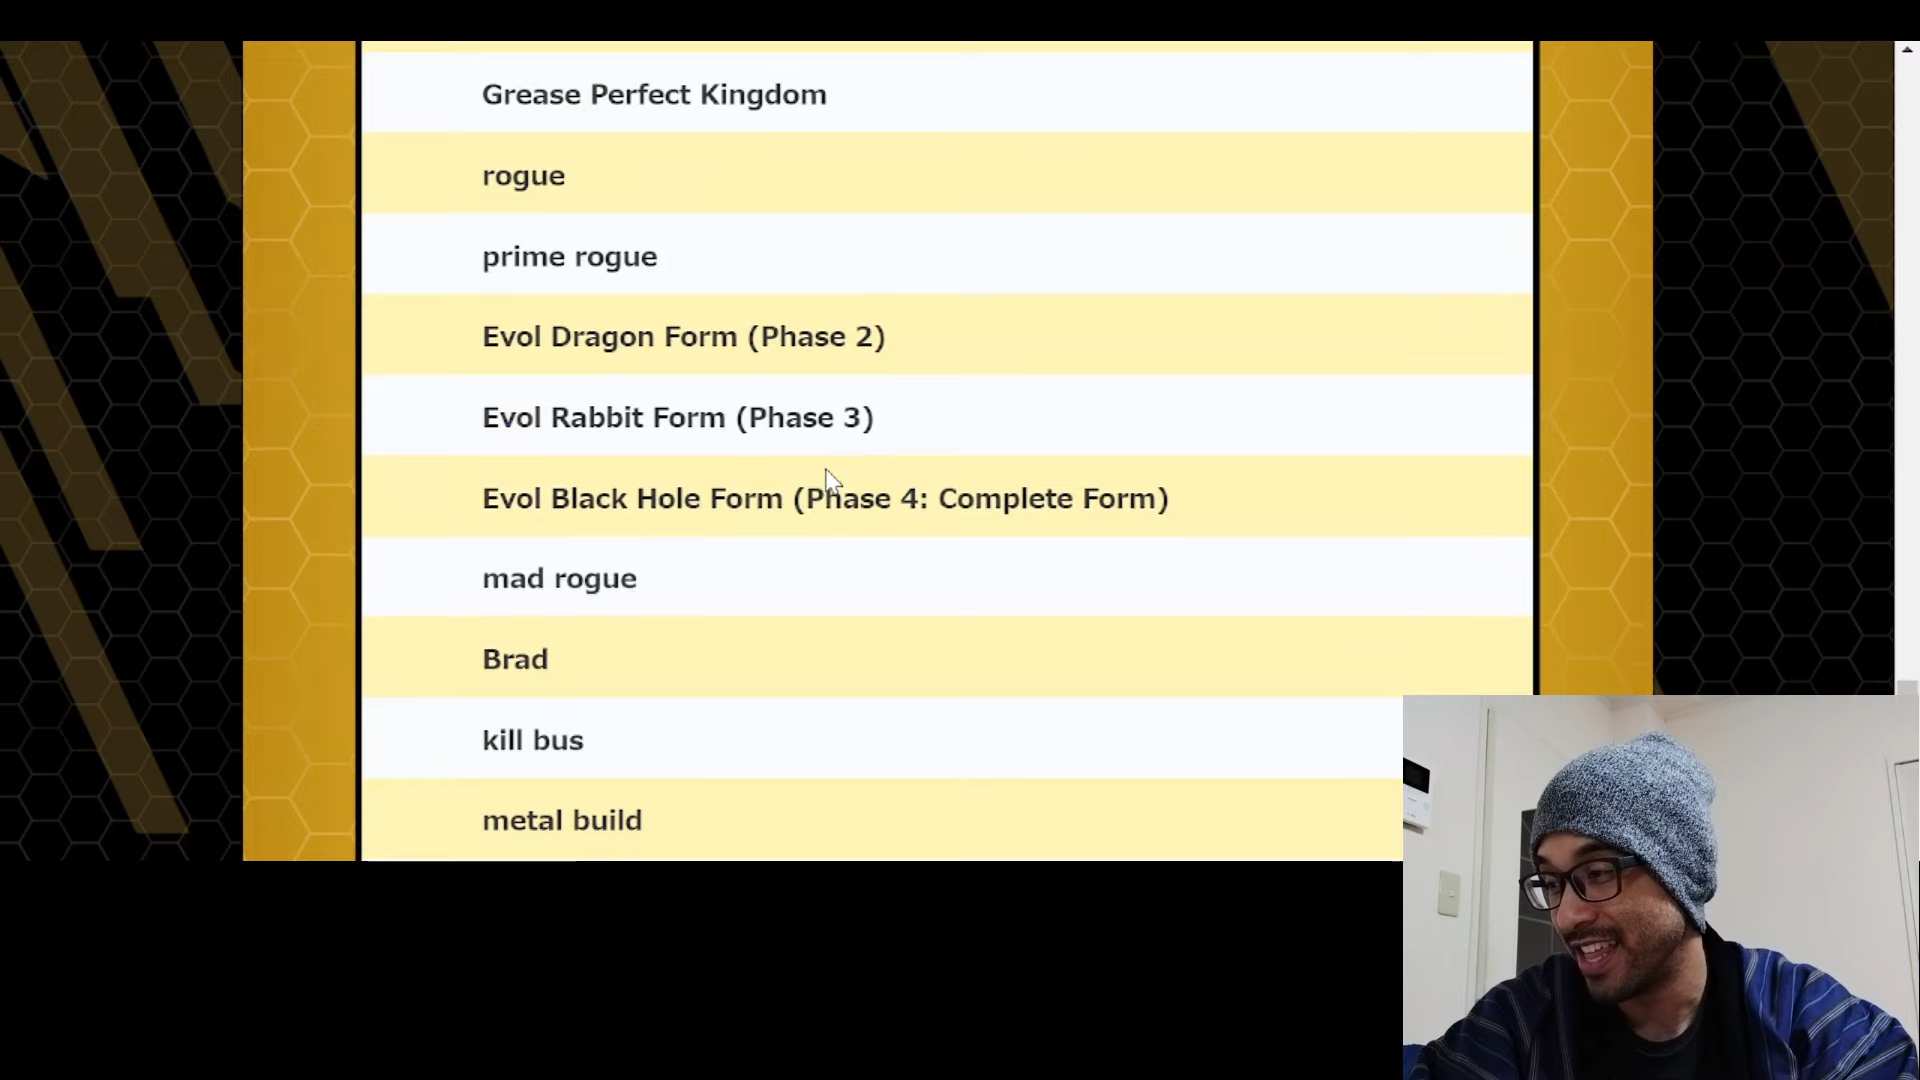 Grease Perfect Kingdom
rogue
prime rogue
Evol Dragon Form (Phase 2)
Evol Rabbit Form (Phase 3)
Evol Black Hole Form (Phase 4: Complete Form)
mad rogue
Brad
kill bus
metal build